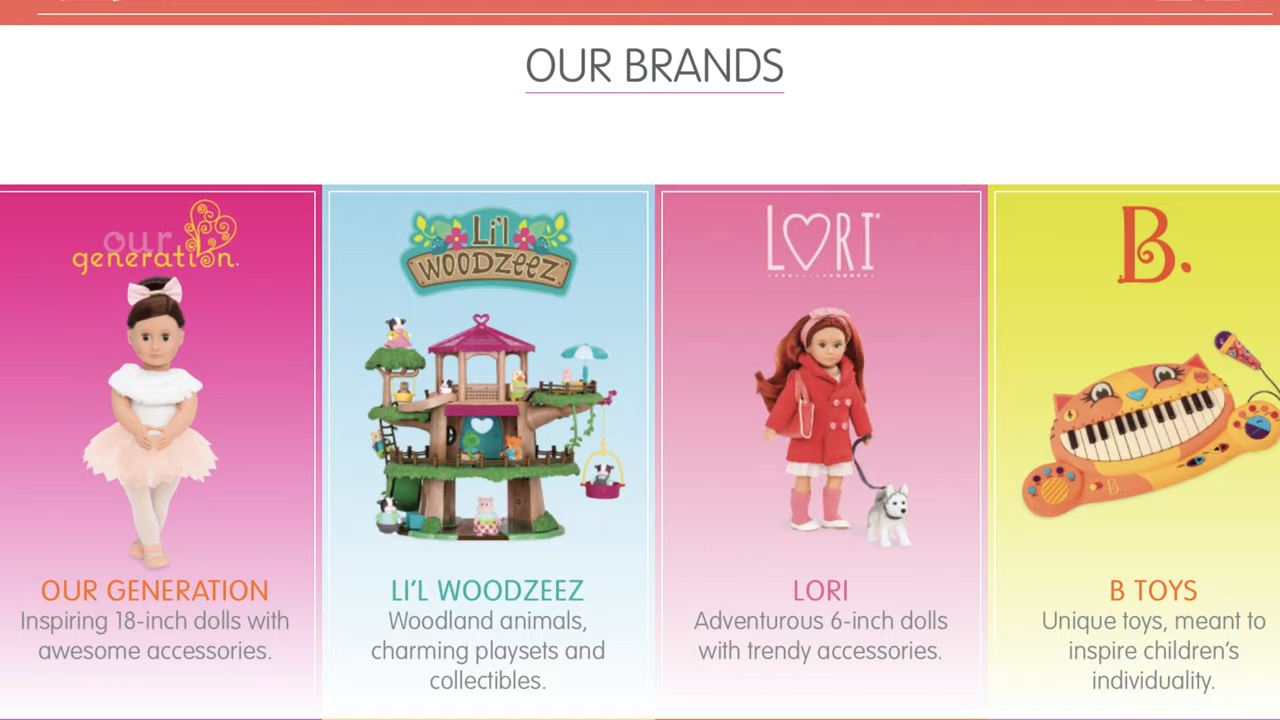 OUR BRANDS
our
generation.
Li'l
WOODZEEZ
LORI
B.
B
OUR GENERATION
Inspiring 18-inch dolls with
awesome accessories.
LI'L WOODZEEZ
Woodland animals,
charming playsets and
collectibles.
LORI
Adventurous 6-inch dolls
with trendy accessories.
B TOYS
Unique toys, meant to
inspire children's
individuality.